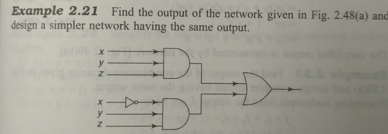 Example 2.21 Find the output of the network given in Fig. 2.48(a) and
design a simpler network having the same output.
x
y
z
x
y
z